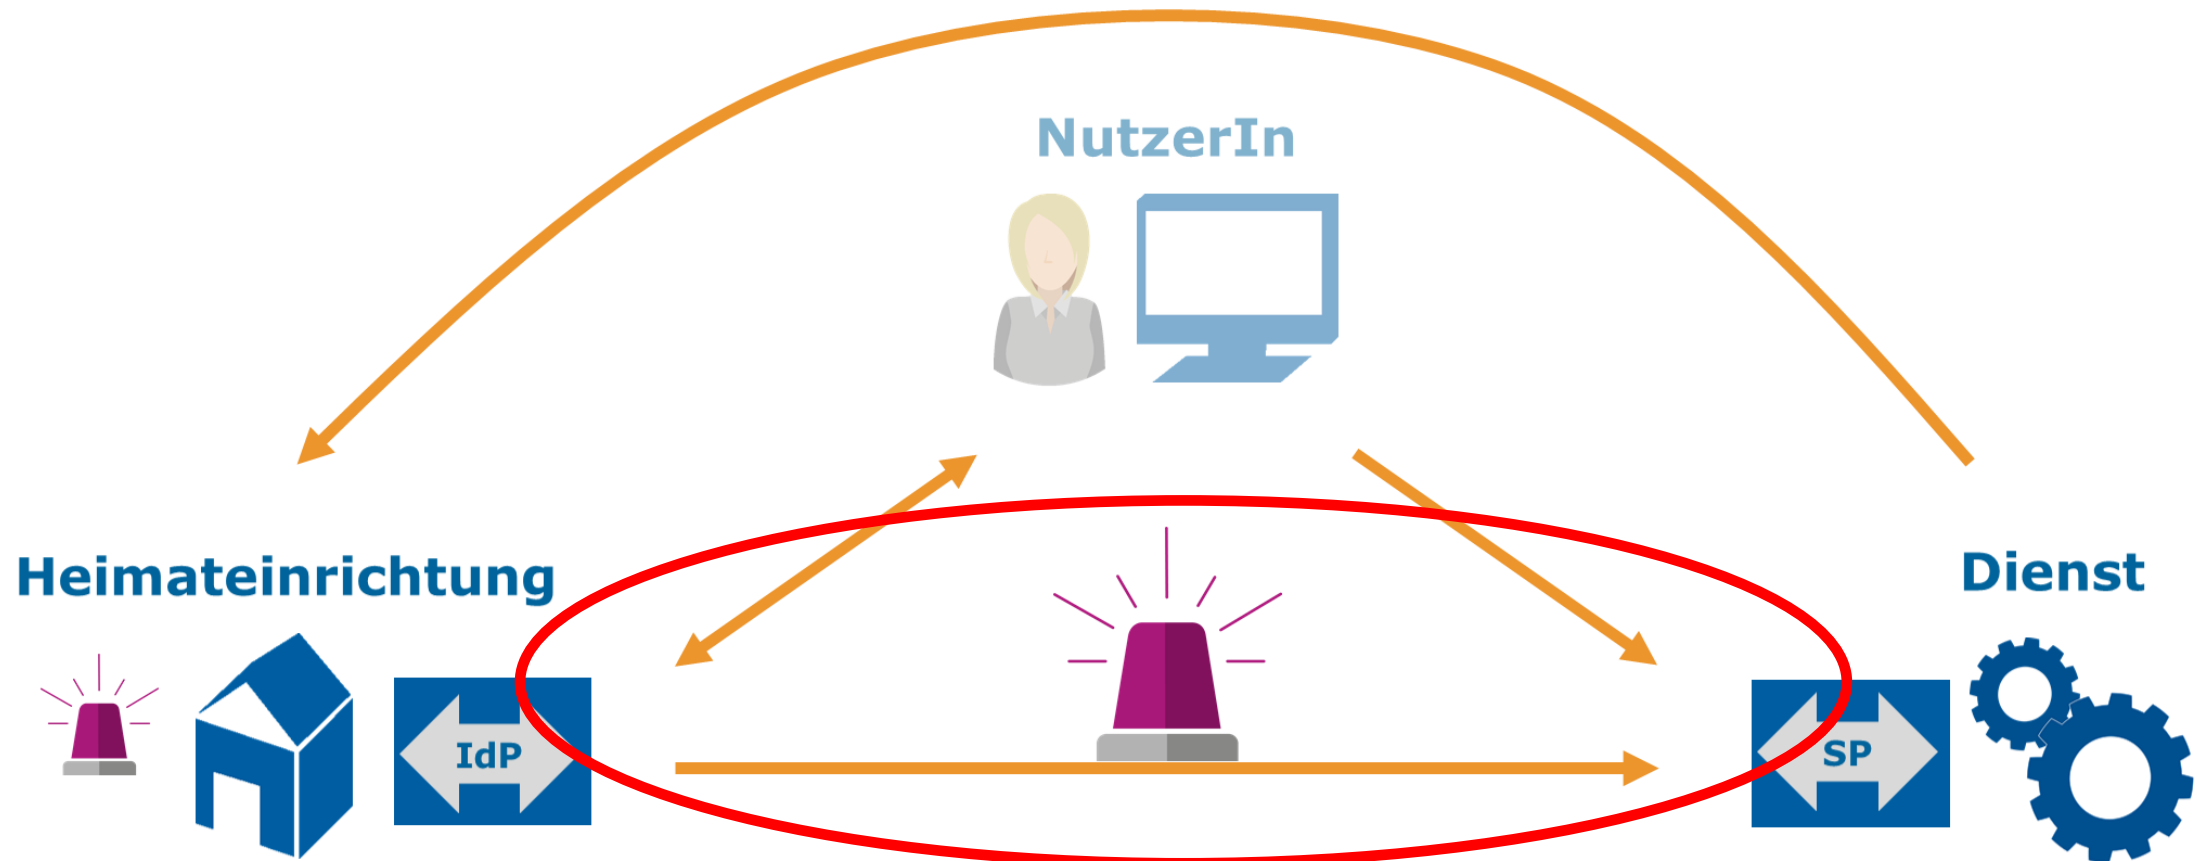 NutzerIn
Heimateinrichtung
Dienst
IdP
SP